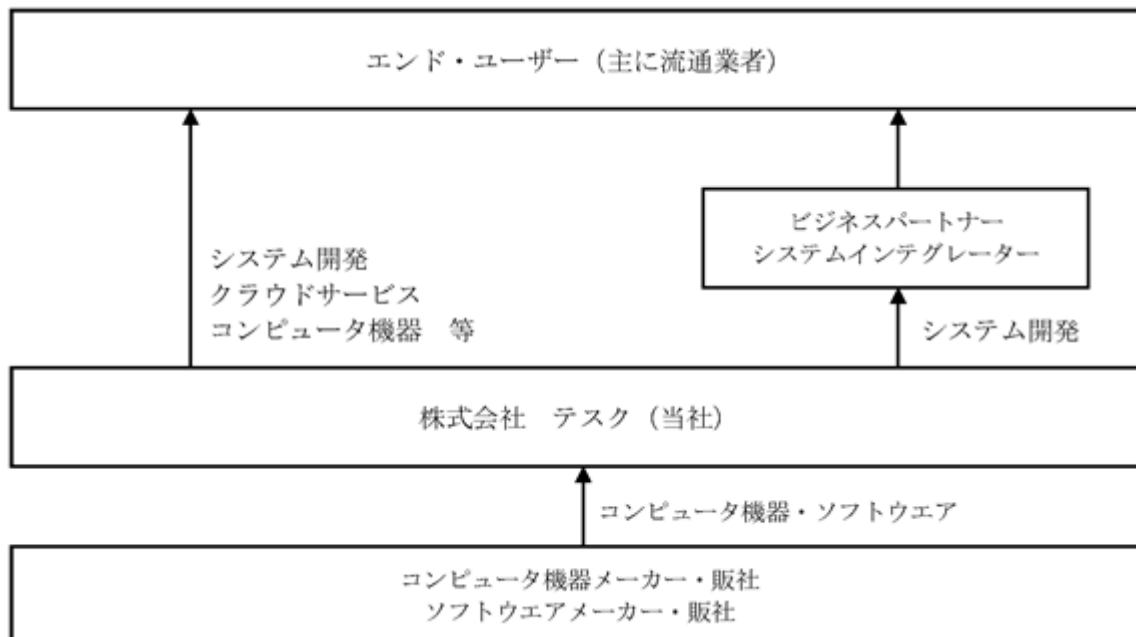 エンド・ユーザー（主に流通業者）
ビジネスパートナー
システムインテグレーター
システム開発
クラウドサービス
コンピュータ機器　等
システム開発
株式会社　テスク（当社）
コンピュータ機器・ソフトウエア
コンピュータ機器メーカー・販社
ソフトウエアメーカー・販社